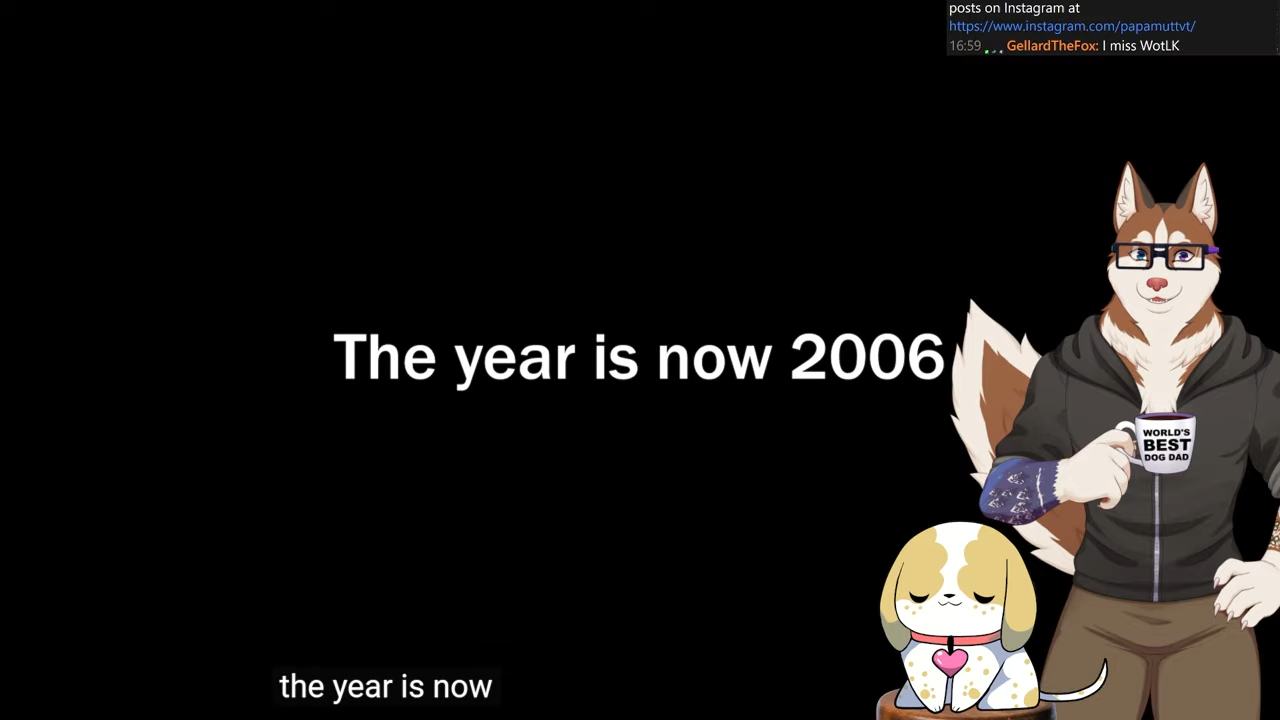 posts on Instagram at
https://www.instagram.com/papamuttvt/
16:59 GellardTheFox: I miss WotLK
The year is now 2006
WORLD'S
BEST
DOG DAD
the year is now